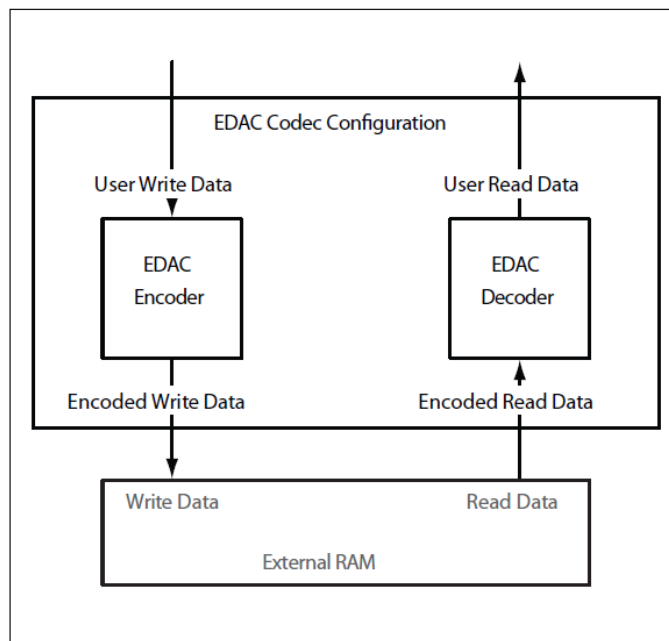 EDAC Codec Configuration
User Write Data
User Read Data
EDAC
Encoder
EDAC
Decoder
Encoded Write Data
Encoded Read Data
Write Data
Read Data
External RAM